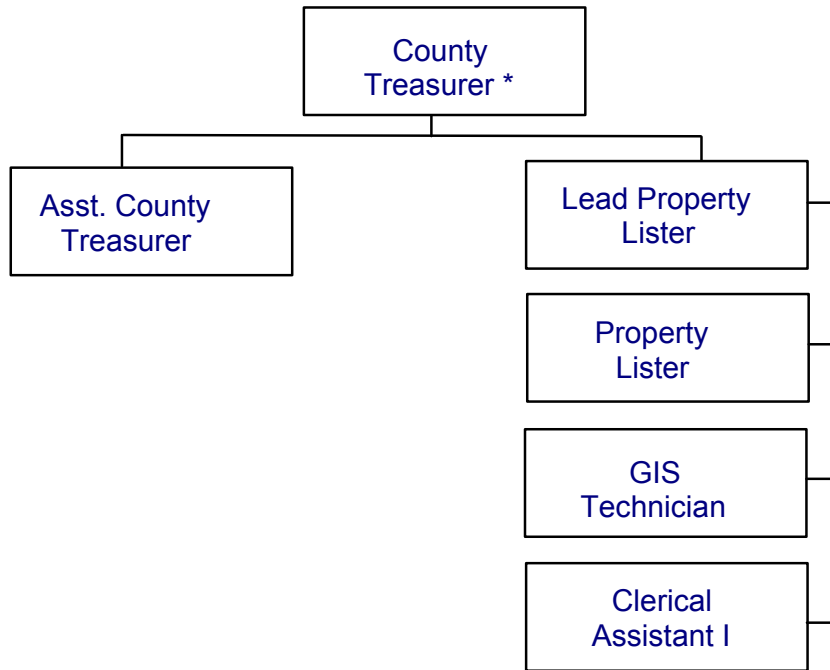 County
Treasurer *
Asst. County
Treasurer
Lead Property
Lister
Property
Lister
GIS
Technician
Clerical
Assistant I